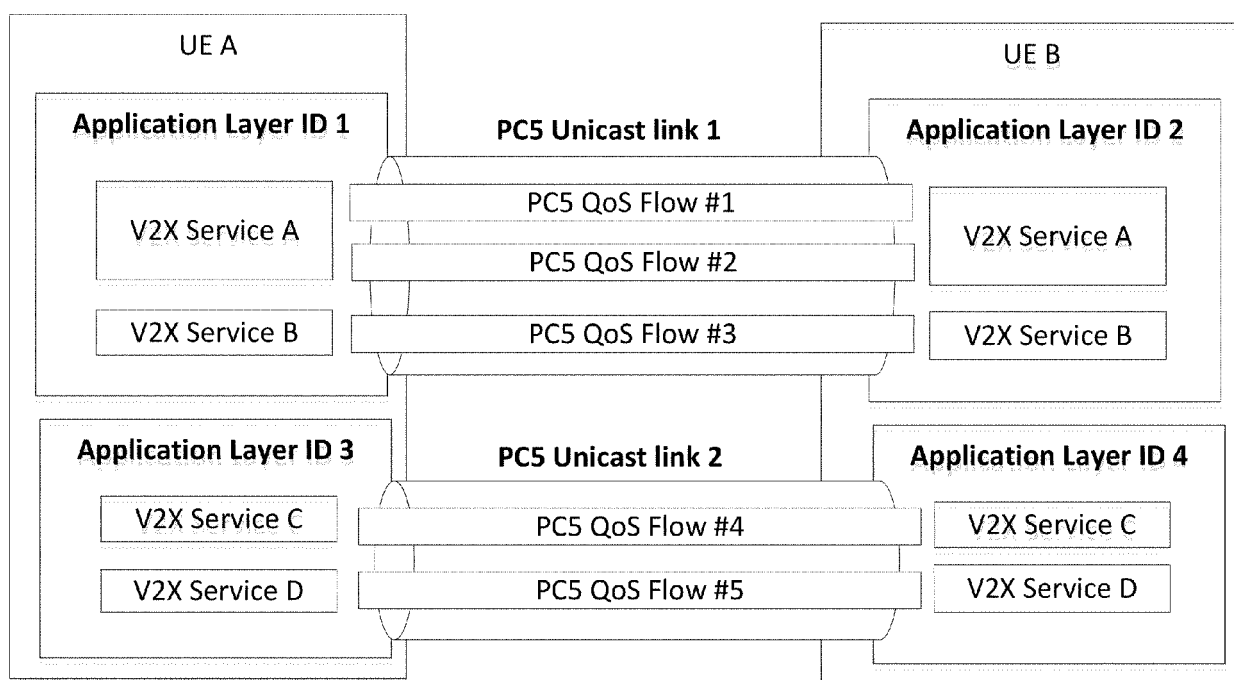 UE A
UE B
Application Layer ID 1
PC5 Unicast link 1
Application Layer ID 2
V2X Service A
PC5 QoS Flow #1
PC5 QoS Flow #2
V2X Service A
V2X Service B
PC5 QoS Flow #3
V2X Service B
Application Layer ID 3
PC5 Unicast link 2
Application Layer ID 4
V2X Service C
PC5 QoS Flow #4
V2X Service C
V2X Service D
PC5 QoS Flow #5
V2X Service D